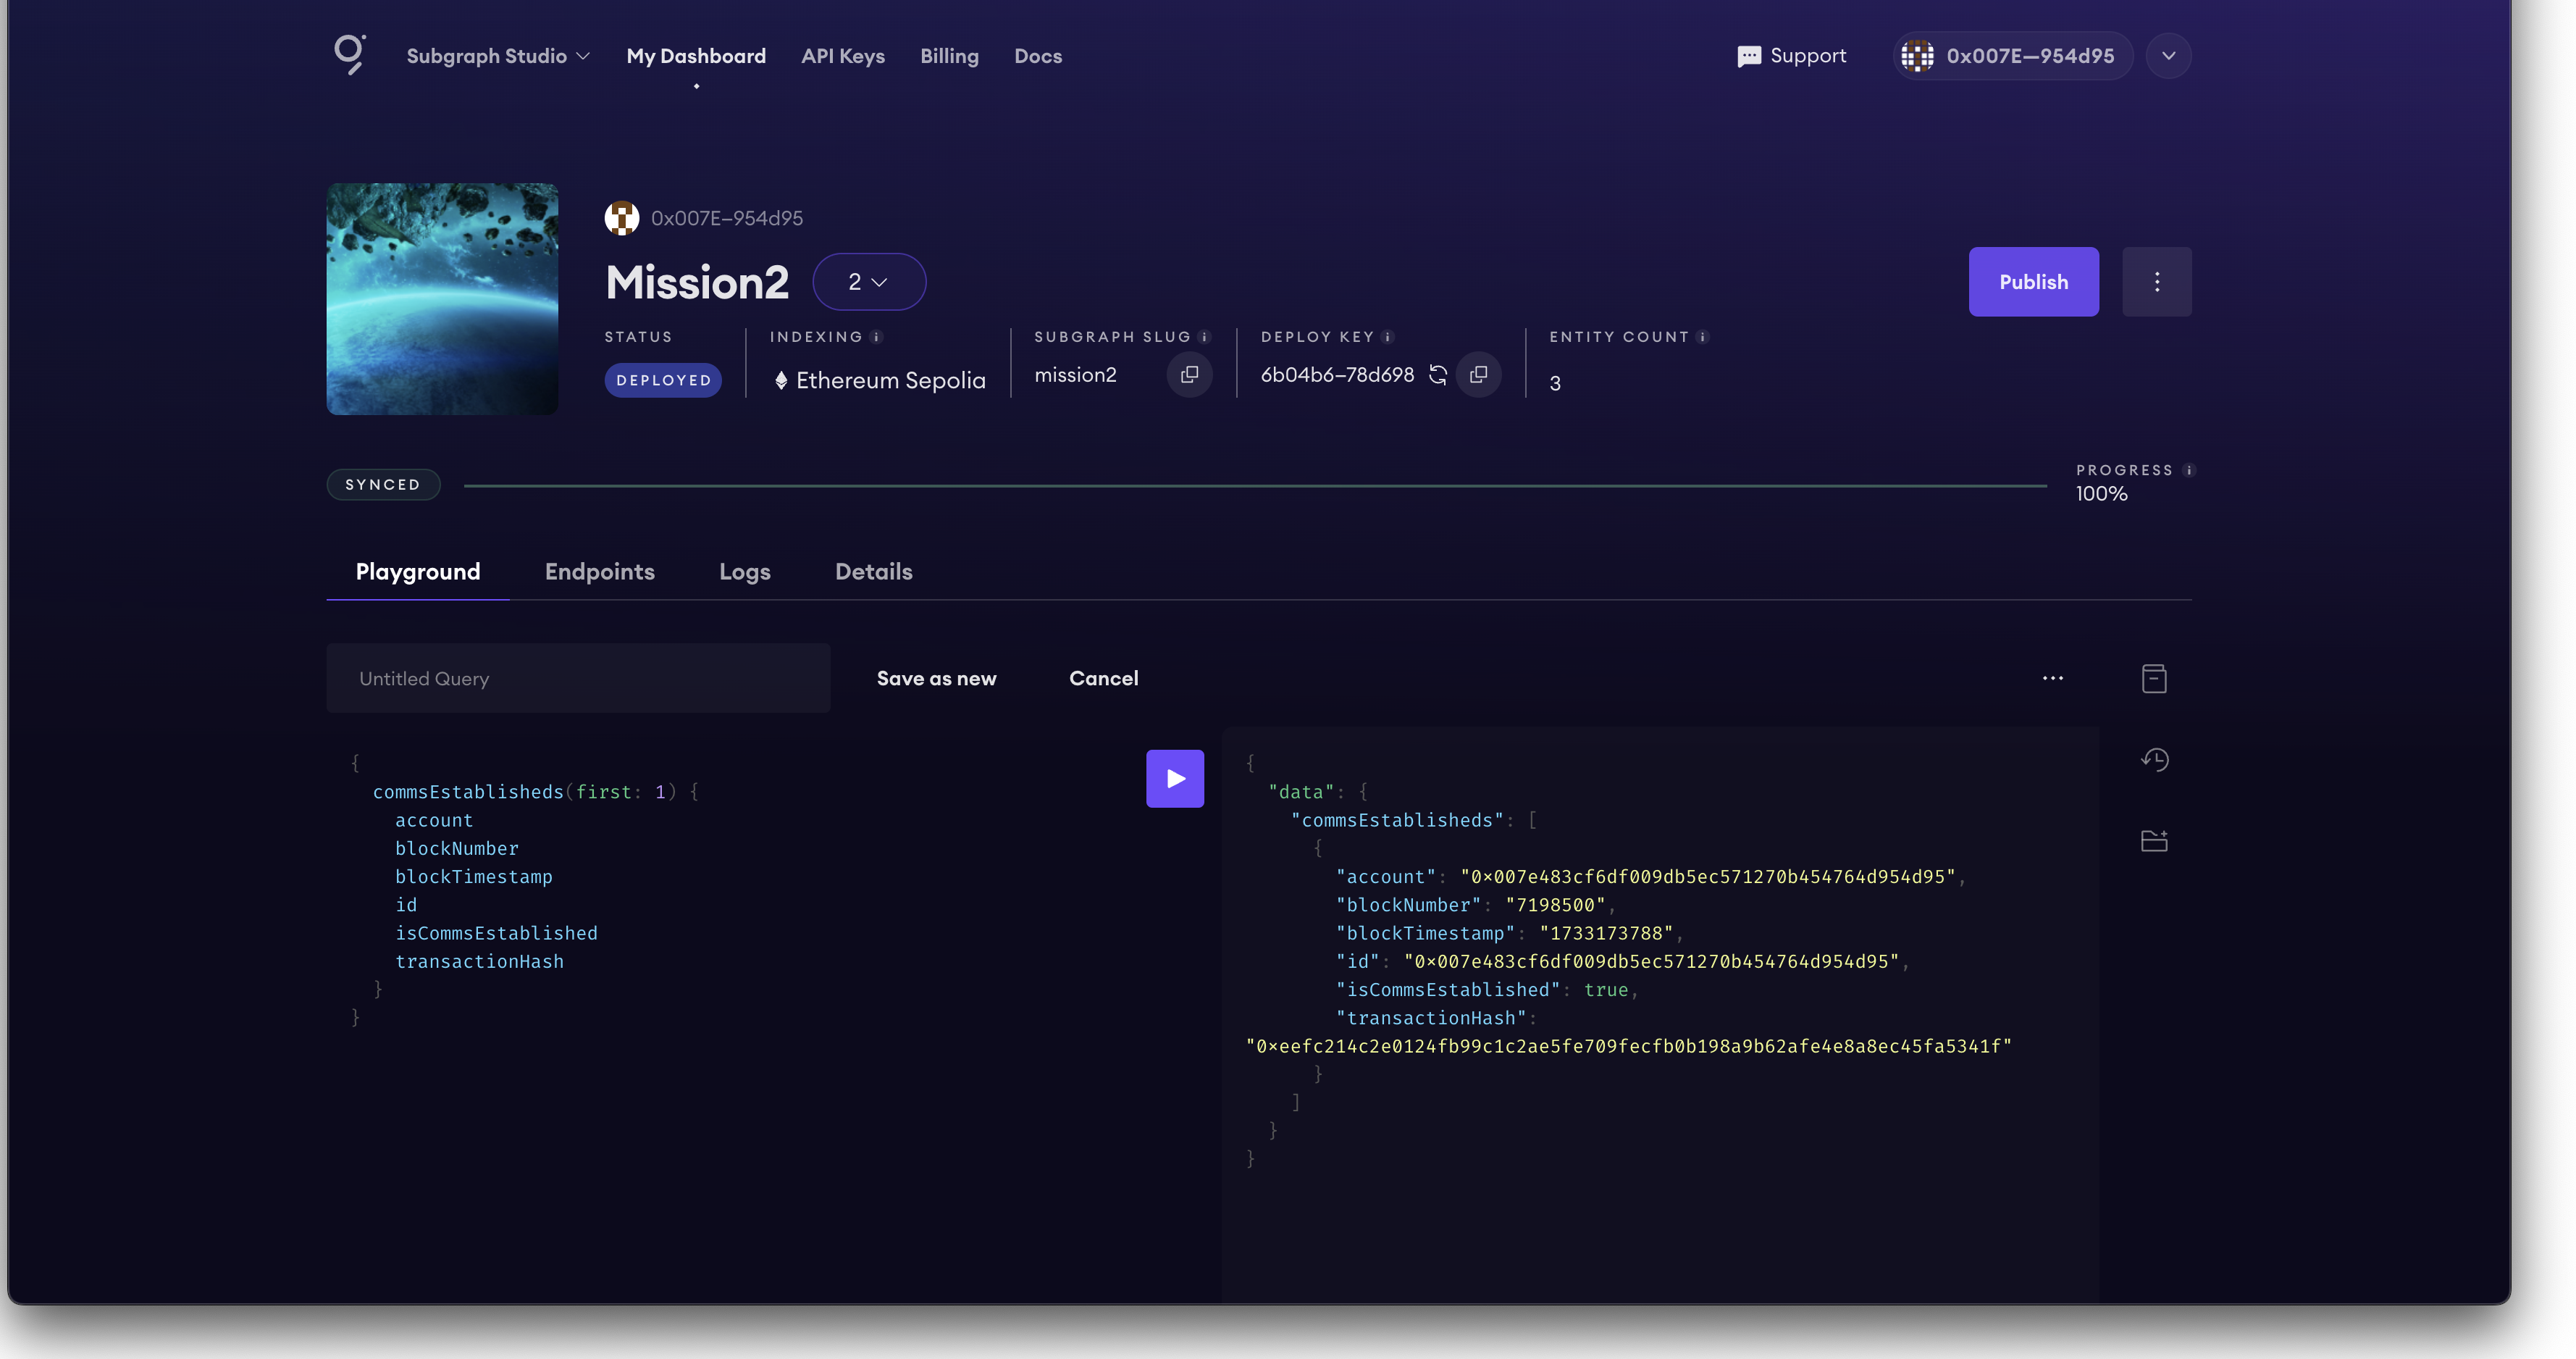 Subgraph Studio My Dashboard API Keys Billing Docs Support 0x007E—954d95
0x007E—954d95
Mission2 2 Publish
STATUS INDEXING SUBGRAPH SLUG DEPLOY KEY ENTITY COUNT
DEPLOYED Ethereum Sepolia mission2 6b04b6—78d698 3
SYNCED PROGRESS
100%
Playground Endpoints Logs Details
Untitled Query Save as new Cancel
{
commsEstablisheds(first: 1) {
account
blockNumber
blockTimestamp
id
isCommsEstablished
transactionHash
}
}
{
"data": {
"commsEstablisheds": [
{
"account": "0x007e483cf6df009db5ec571270b454764d954d95",
"blockNumber": "7198500",
"blockTimestamp": "1733173788",
"id": "0x007e483cf6df009db5ec571270b454764d954d95",
"isCommsEstablished": true,
"transactionHash":
"0xeefc214c2e0124fb99c1c2ae5fe709fecfb0b198a9b62afe4e8a8ec45fa5341f"
}
]
}
}